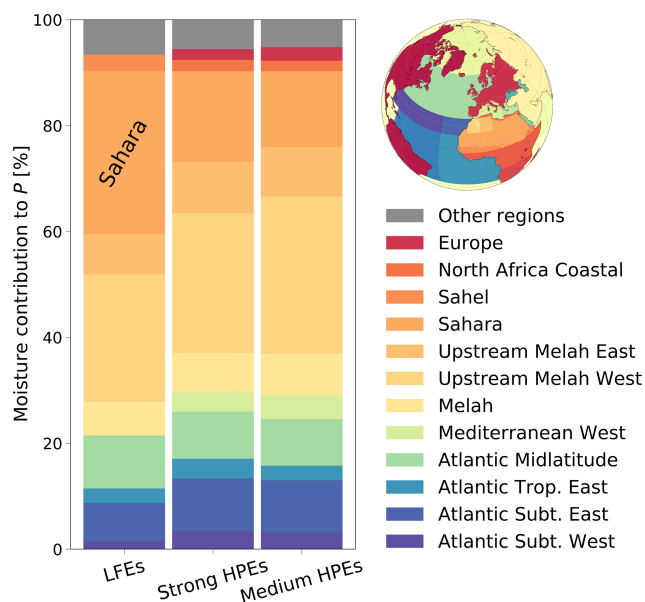 100
80
60
40
20
0
Moisture contribution to P [%]
Sahara
LFEs
Strong HPEs
Medium HPEs
Other regions
Europe
North Africa Coastal
Sahel
Sahara
Upstream Melah East
Upstream Melah West
Melah
Mediterranean West
Atlantic Midlatitude
Atlantic Trop. East
Atlantic Subt. East
Atlantic Subt. West